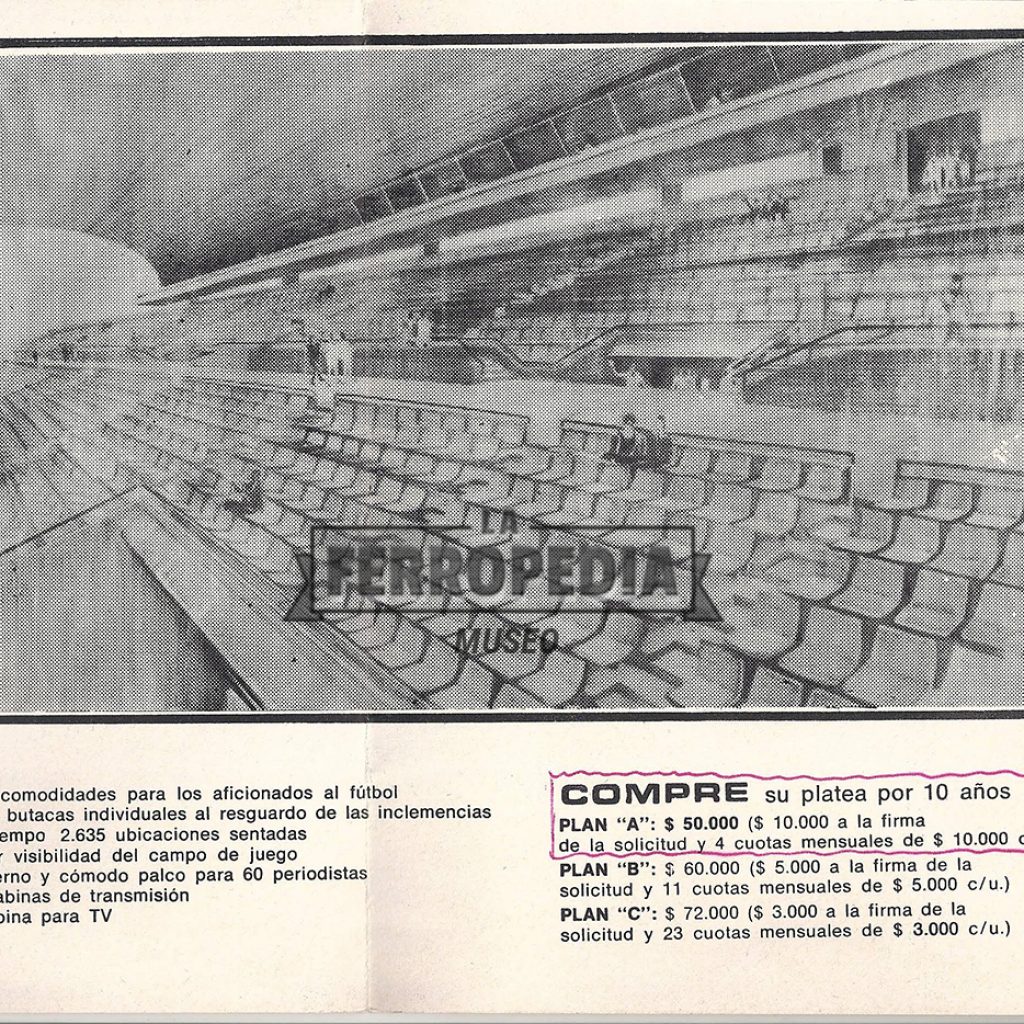 LA
FERROPEDIA
MUSEO
comodidades para los aficionados al fútbol
butacas individuales al resguardo de las inclemencias
2.635 ubicaciones sentadas
visibilidad del campo de juego
y cómodo palco para 60 periodistas
de transmisión
para TV
COMPRE su platea por 10 años
PLAN "A": $ 50.000 ($ 10.000 a la firma
de la solicitud y 4 cuotas mensuales de $ 10.000
PLAN "B": $ 60.000 ($ 5.000 a la firma de la
solicitud y 11 cuotas mensuales de $ 5.000 c/u.)
PLAN "C": $ 72.000 ($ 3.000 a la firma de la
solicitud y 23 cuotas mensuales de $ 3.000 c/u.)